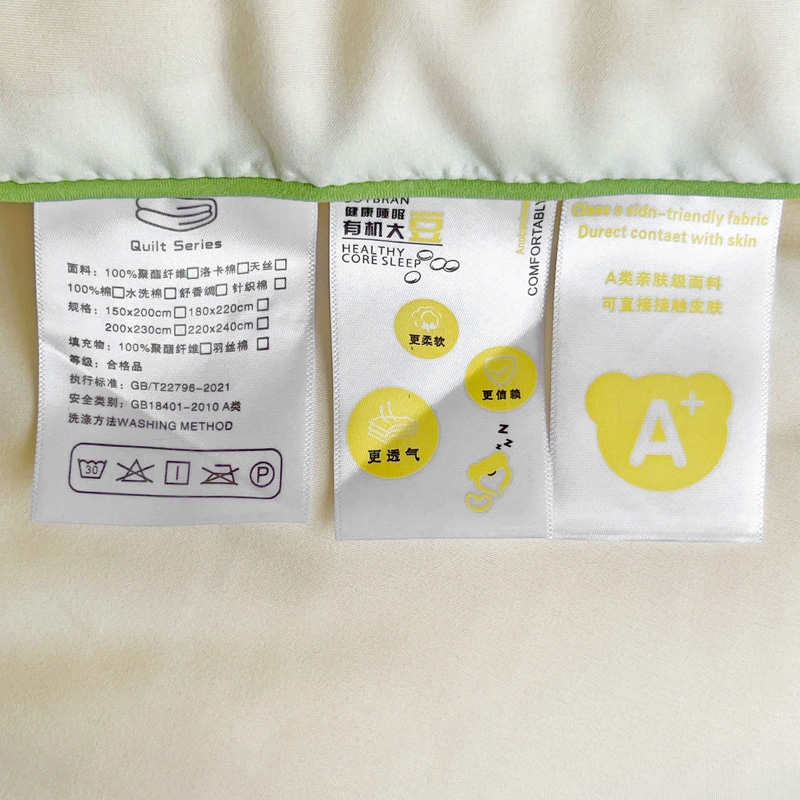 Quilt Series
面料：100%聚酯纤维□洛卡棉□天丝□
100%棉□水洗棉□舒香绸□针织棉□
规格：150x200cm□180x220cm□
200x230cm□220x240cm□
填充物：100%聚酯纤维□羽丝棉□
等级：合格品
执行标准：GB/T22796-2021
安全类别：GB18401-2010 A类
洗涤方法WASHING METHOD
30
P
SOYBRAN
健康睡眠
有机大豆
HEALTHY
CORE SLEEP
COMFORTABLY
更柔软
更信赖
更透气
z
z
z
Class a skin-triendly fabric
Durect contaet with skin
A类亲肤级面料
可直接接触皮肤
A+